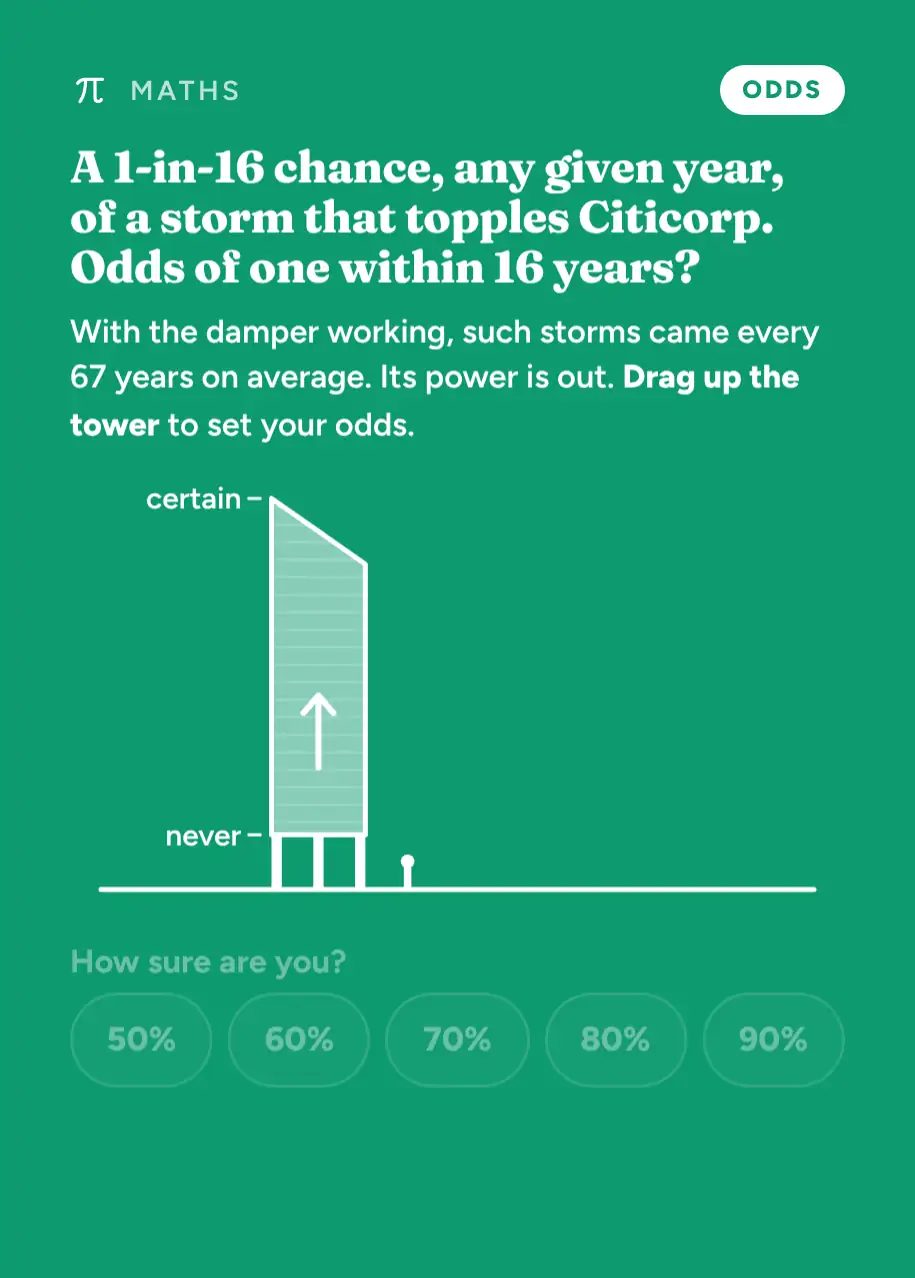 π MATHS
ODDS
A 1-in-16 chance, any given year,
of a storm that topples Citicorp.
Odds of one within 16 years?
With the damper working, such storms came every
67 years on average. Its power is out. Drag up the
tower to set your odds.
certain
never
How sure are you?
50% 60% 70% 80% 90%